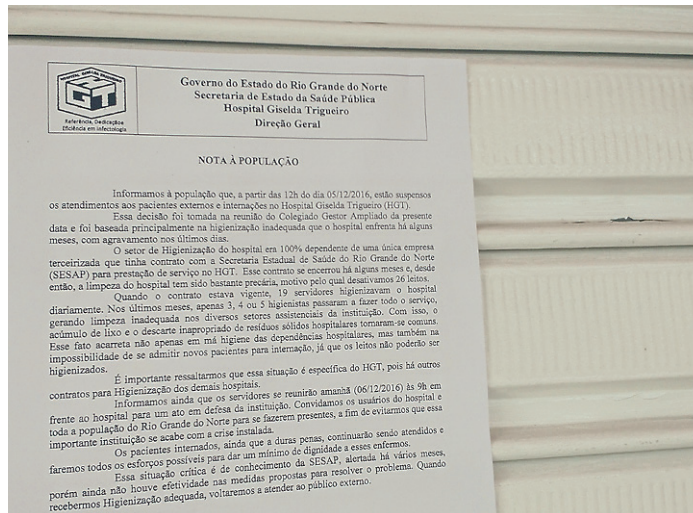 HOSPITAL GISELDA TRIGUEIRO
HGT
Referência, Dedicação e
Eficiência em Infectologia
Governo do Estado do Rio Grande do Norte
Secretaria de Estado da Saúde Pública
Hospital Giselda Trigueiro
Direção Geral
NOTA À POPULAÇÃO
Informamos à população que, a partir das 12h do dia 05/12/2016, estão suspensos
os atendimentos aos pacientes externos e internações no Hospital Giselda Trigueiro (HGT).
Essa decisão foi tomada na reunião do Colegiado Gestor Ampliado da presente
data e foi baseada principalmente na higienização inadequada que o hospital enfrenta há alguns
meses, com agravamento nos últimos dias.
O setor de Higienização do hospital era 100% dependente de uma única empresa
terceirizada que tinha contrato com a Secretaria Estadual de Saúde do Rio Grande do Norte
(SESAP) para prestação de serviço no HGT. Esse contrato se encerrou há alguns meses e, desde
então, a limpeza do hospital tem sido bastante precária, motivo pelo qual desativamos 26 leitos.
Quando o contrato estava vigente, 19 servidores higienizavam o hospital
diariamente. Nos últimos meses, apenas 3, 4 ou 5 higienistas passaram a fazer todo o serviço,
gerando limpeza inadequada nos diversos setores assistenciais da instituição. Com isso, o
acúmulo de lixo e o descarte inapropriado de resíduos sólidos hospitalares tornaram-se comuns.
Esse fato acarreta não apenas em má higiene das dependências hospitalares, mas também na
impossibilidade de se admitir novos pacientes para internação, já que os leitos não poderão ser
higienizados.
É importante ressaltarmos que essa situação é específica do HGT, pois há outros
contratos para Higienização dos demais hospitais.
Informamos ainda que os servidores se reunirão amanhã (06/12/2016) às 9h em
frente ao hospital para um ato em defesa da instituição. Convidamos os usuários do hospital e
toda a população do Rio Grande do Norte para se fazerem presentes, a fim de evitarmos que essa
importante instituição se acabe com a crise instalada.
Os pacientes internados, ainda que a duras penas, continuarão sendo atendidos e
faremos todos os esforços possíveis para dar um mínimo de dignidade a esses enfermos.
Essa situação crítica é de conhecimento da SESAP, alertada há vários meses,
porém ainda não houve efetividade nas medidas propostas para resolver o problema. Quando
recebermos Higienização adequada, voltaremos a atender ao público externo.